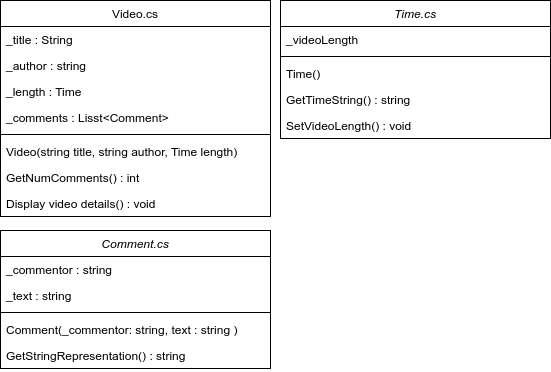 Video.cs
_title : String
_author : string
_length : Time
_comments : Lisst<Comment>
Video(string title, string author, Time length)
GetNumComments() : int
Display video details() : void
Time.cs
_videoLength
Time()
GetTimeString() : string
SetVideoLength() : void
Comment.cs
_commentor : string
_text : string
Comment(_commentor: string, text : string )
GetStringRepresentation() : string